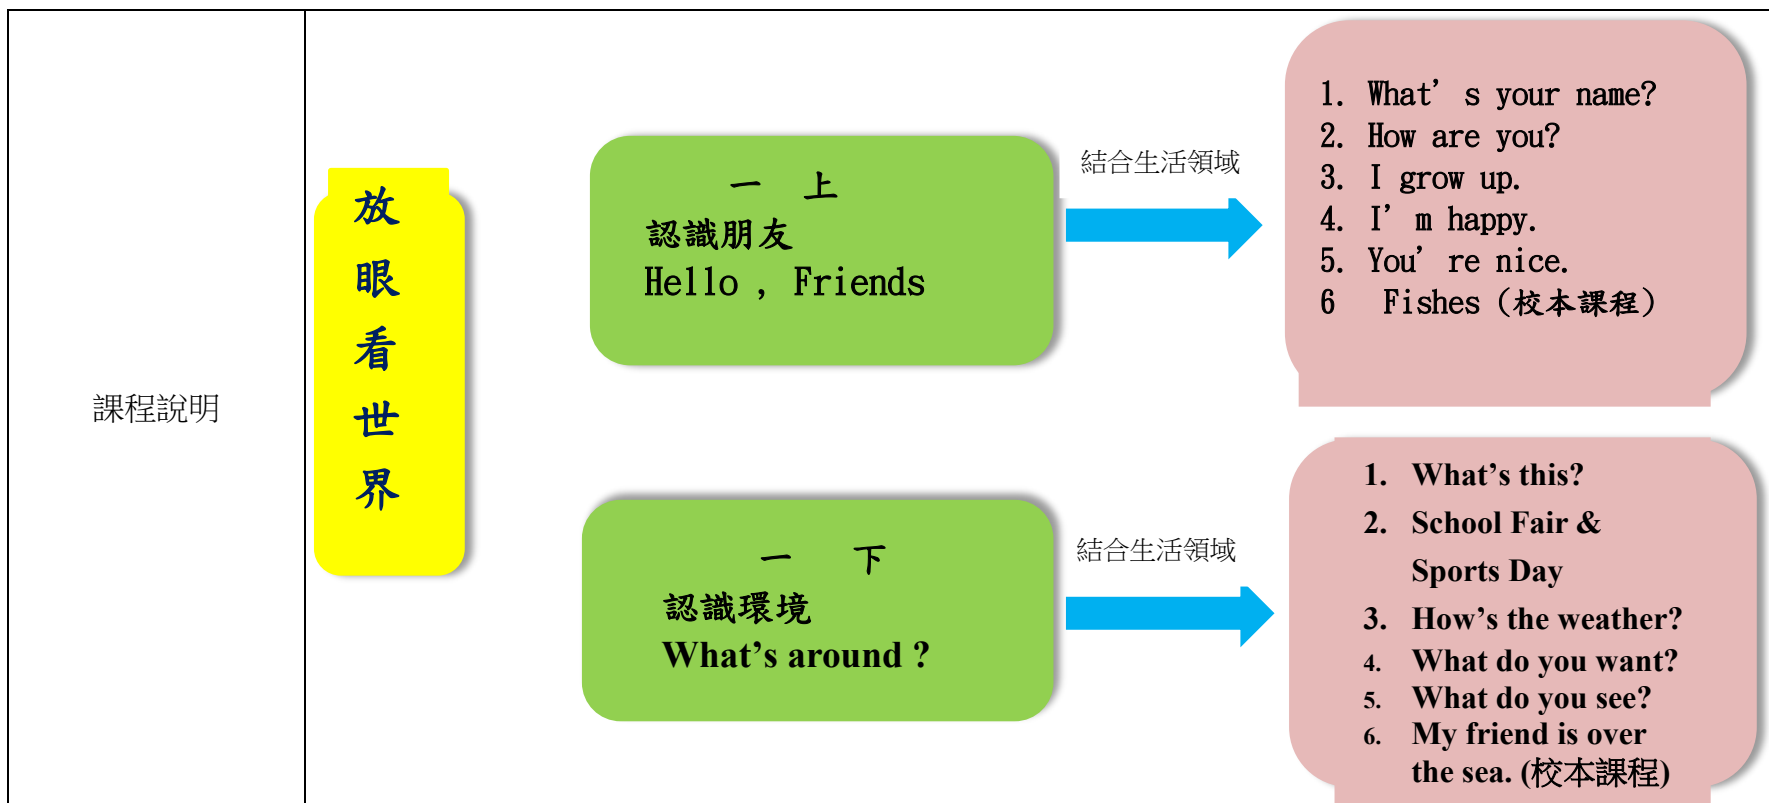 課程說明
放
眼
看
世
界
一 上
認識朋友
Hello , Friends
結合生活領域
1. What’s your name?
2. How are you?
3. I grow up.
4. I’m happy.
5. You’re nice.
6 Fishes (校本課程)
一 下
認識環境
What’s around ?
結合生活領域
1. What’s this?
2. School Fair &
Sports Day
3. How’s the weather?
4. What do you want?
5. What do you see?
6. My friend is over
the sea. (校本課程)